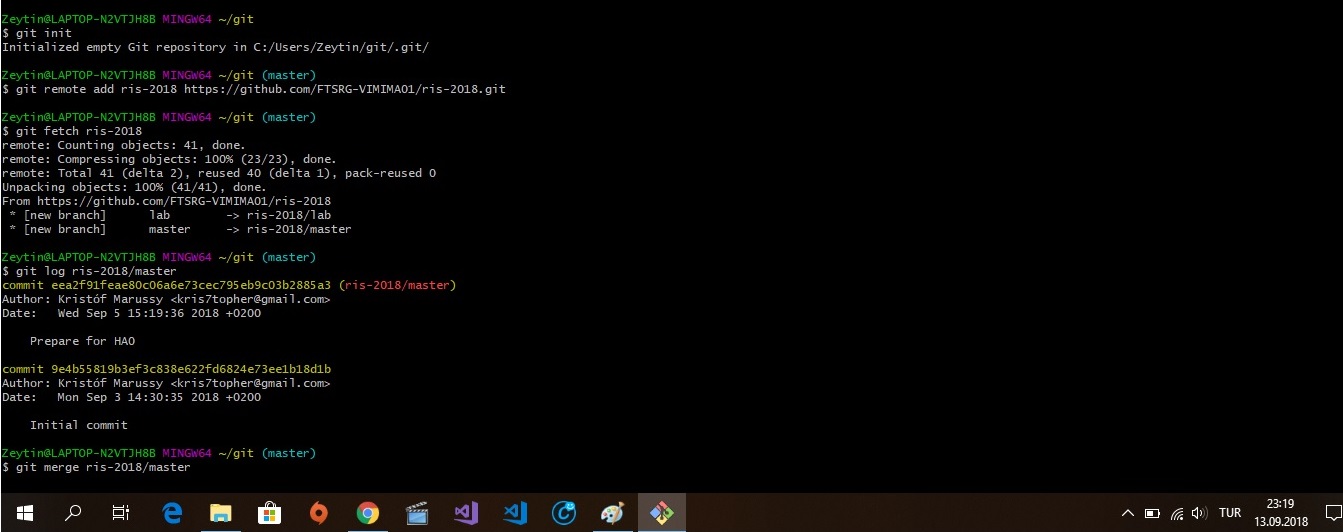 Zeytin@LAPTOP-N2VTJH8B MINGW64 ~/git
$ git init
Initialized empty Git repository in C:/Users/Zeytin/git/.git/
Zeytin@LAPTOP-N2VTJH8B MINGW64 ~/git (master)
$ git remote add ris-2018 https://github.com/FTSRG-VIMIMA01/ris-2018.git
Zeytin@LAPTOP-N2VTJH8B MINGW64 ~/git (master)
$ git fetch ris-2018
remote: Counting objects: 41, done.
remote: Compressing objects: 100% (23/23), done.
remote: Total 41 (delta 2), reused 40 (delta 1), pack-reused 0
Unpacking objects: 100% (41/41), done.
From https://github.com/FTSRG-VIMIMA01/ris-2018
 * [new branch]      lab        -> ris-2018/lab
 * [new branch]      master     -> ris-2018/master
Zeytin@LAPTOP-N2VTJH8B MINGW64 ~/git (master)
$ git log ris-2018/master
commit eea2f91feae80c06a6e73cec795eb9c03b2885a3 (ris-2018/master)
Author: Kristóf Marussy <kris7topher@gmail.com>
Date:   Wed Sep 5 15:19:36 2018 +0200
    Prepare for HA0
commit 9e4b55819b3ef3c838e622fd6824e73ee1b18d1b
Author: Kristóf Marussy <kris7topher@gmail.com>
Date:   Mon Sep 3 14:30:35 2018 +0200
    Initial commit
Zeytin@LAPTOP-N2VTJH8B MINGW64 ~/git (master)
$ git merge ris-2018/master
TUR
23:19
13.09.2018